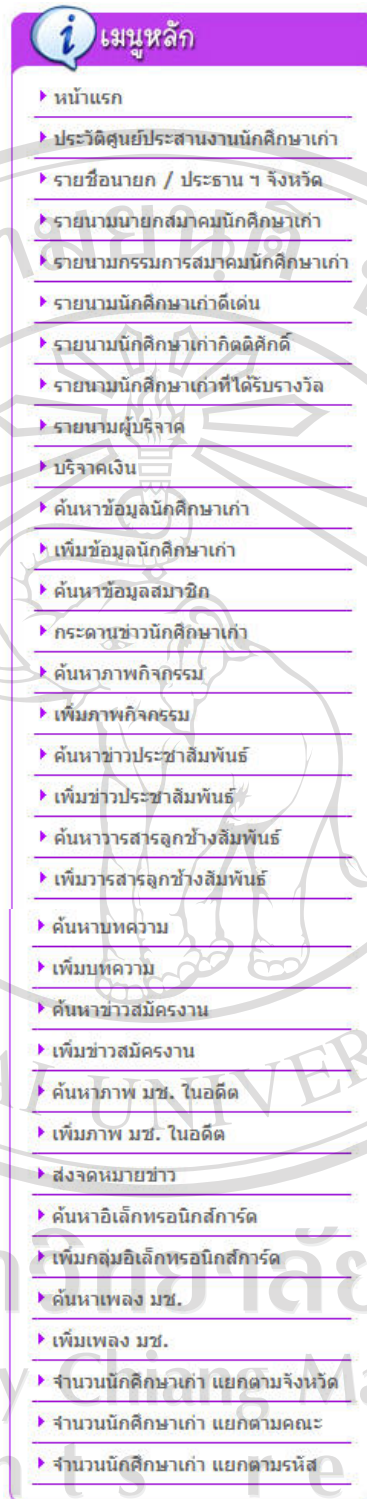 เมนูหลัก
หน้าแรก
ประวัติศูนย์ประสานงานนักศึกษาเก่า
รายชื่อนายก / ประธาน ฯ จังหวัด
รายนามนายกสมาคมนักศึกษาเก่า
รายนามกรรมการสมาคมนักศึกษาเก่า
รายนามนักศึกษาเก่าดีเด่น
รายนามนักศึกษาเก่ากิตติศักดิ์
รายนามนักศึกษาเก่าที่ได้รับรางวัล
รายนามผู้บริจาค
บริจาคเงิน
ค้นหาข้อมูลนักศึกษาเก่า
เพิ่มข้อมูลนักศึกษาเก่า
ค้นหาข้อมูลสมาชิก
กระดานข่าวนักศึกษาเก่า
ค้นหาภาพกิจกรรม
เพิ่มภาพกิจกรรม
ค้นหาข่าวประชาสัมพันธ์
เพิ่มข่าวประชาสัมพันธ์
ค้นหาวารสารลูกช้างสัมพันธ์
เพิ่มวารสารลูกช้างสัมพันธ์
ค้นหาบทความ
เพิ่มบทความ
ค้นหาข่าวสมัครงาน
เพิ่มข่าวสมัครงาน
ค้นหาภาพ มช. ในอดีต
เพิ่มภาพ มช. ในอดีต
ส่งจดหมายข่าว
ค้นหาอิเล็กทรอนิกส์การ์ด
เพิ่มกลุ่มอิเล็กทรอนิกส์การ์ด
ค้นหาเพลง มช.
เพิ่มเพลง มช.
จำนวนนักศึกษาเก่า แยกตามจังหวัด
จำนวนนักศึกษาเก่า แยกตามคณะ
จำนวนนักศึกษาเก่า แยกตามรหัส